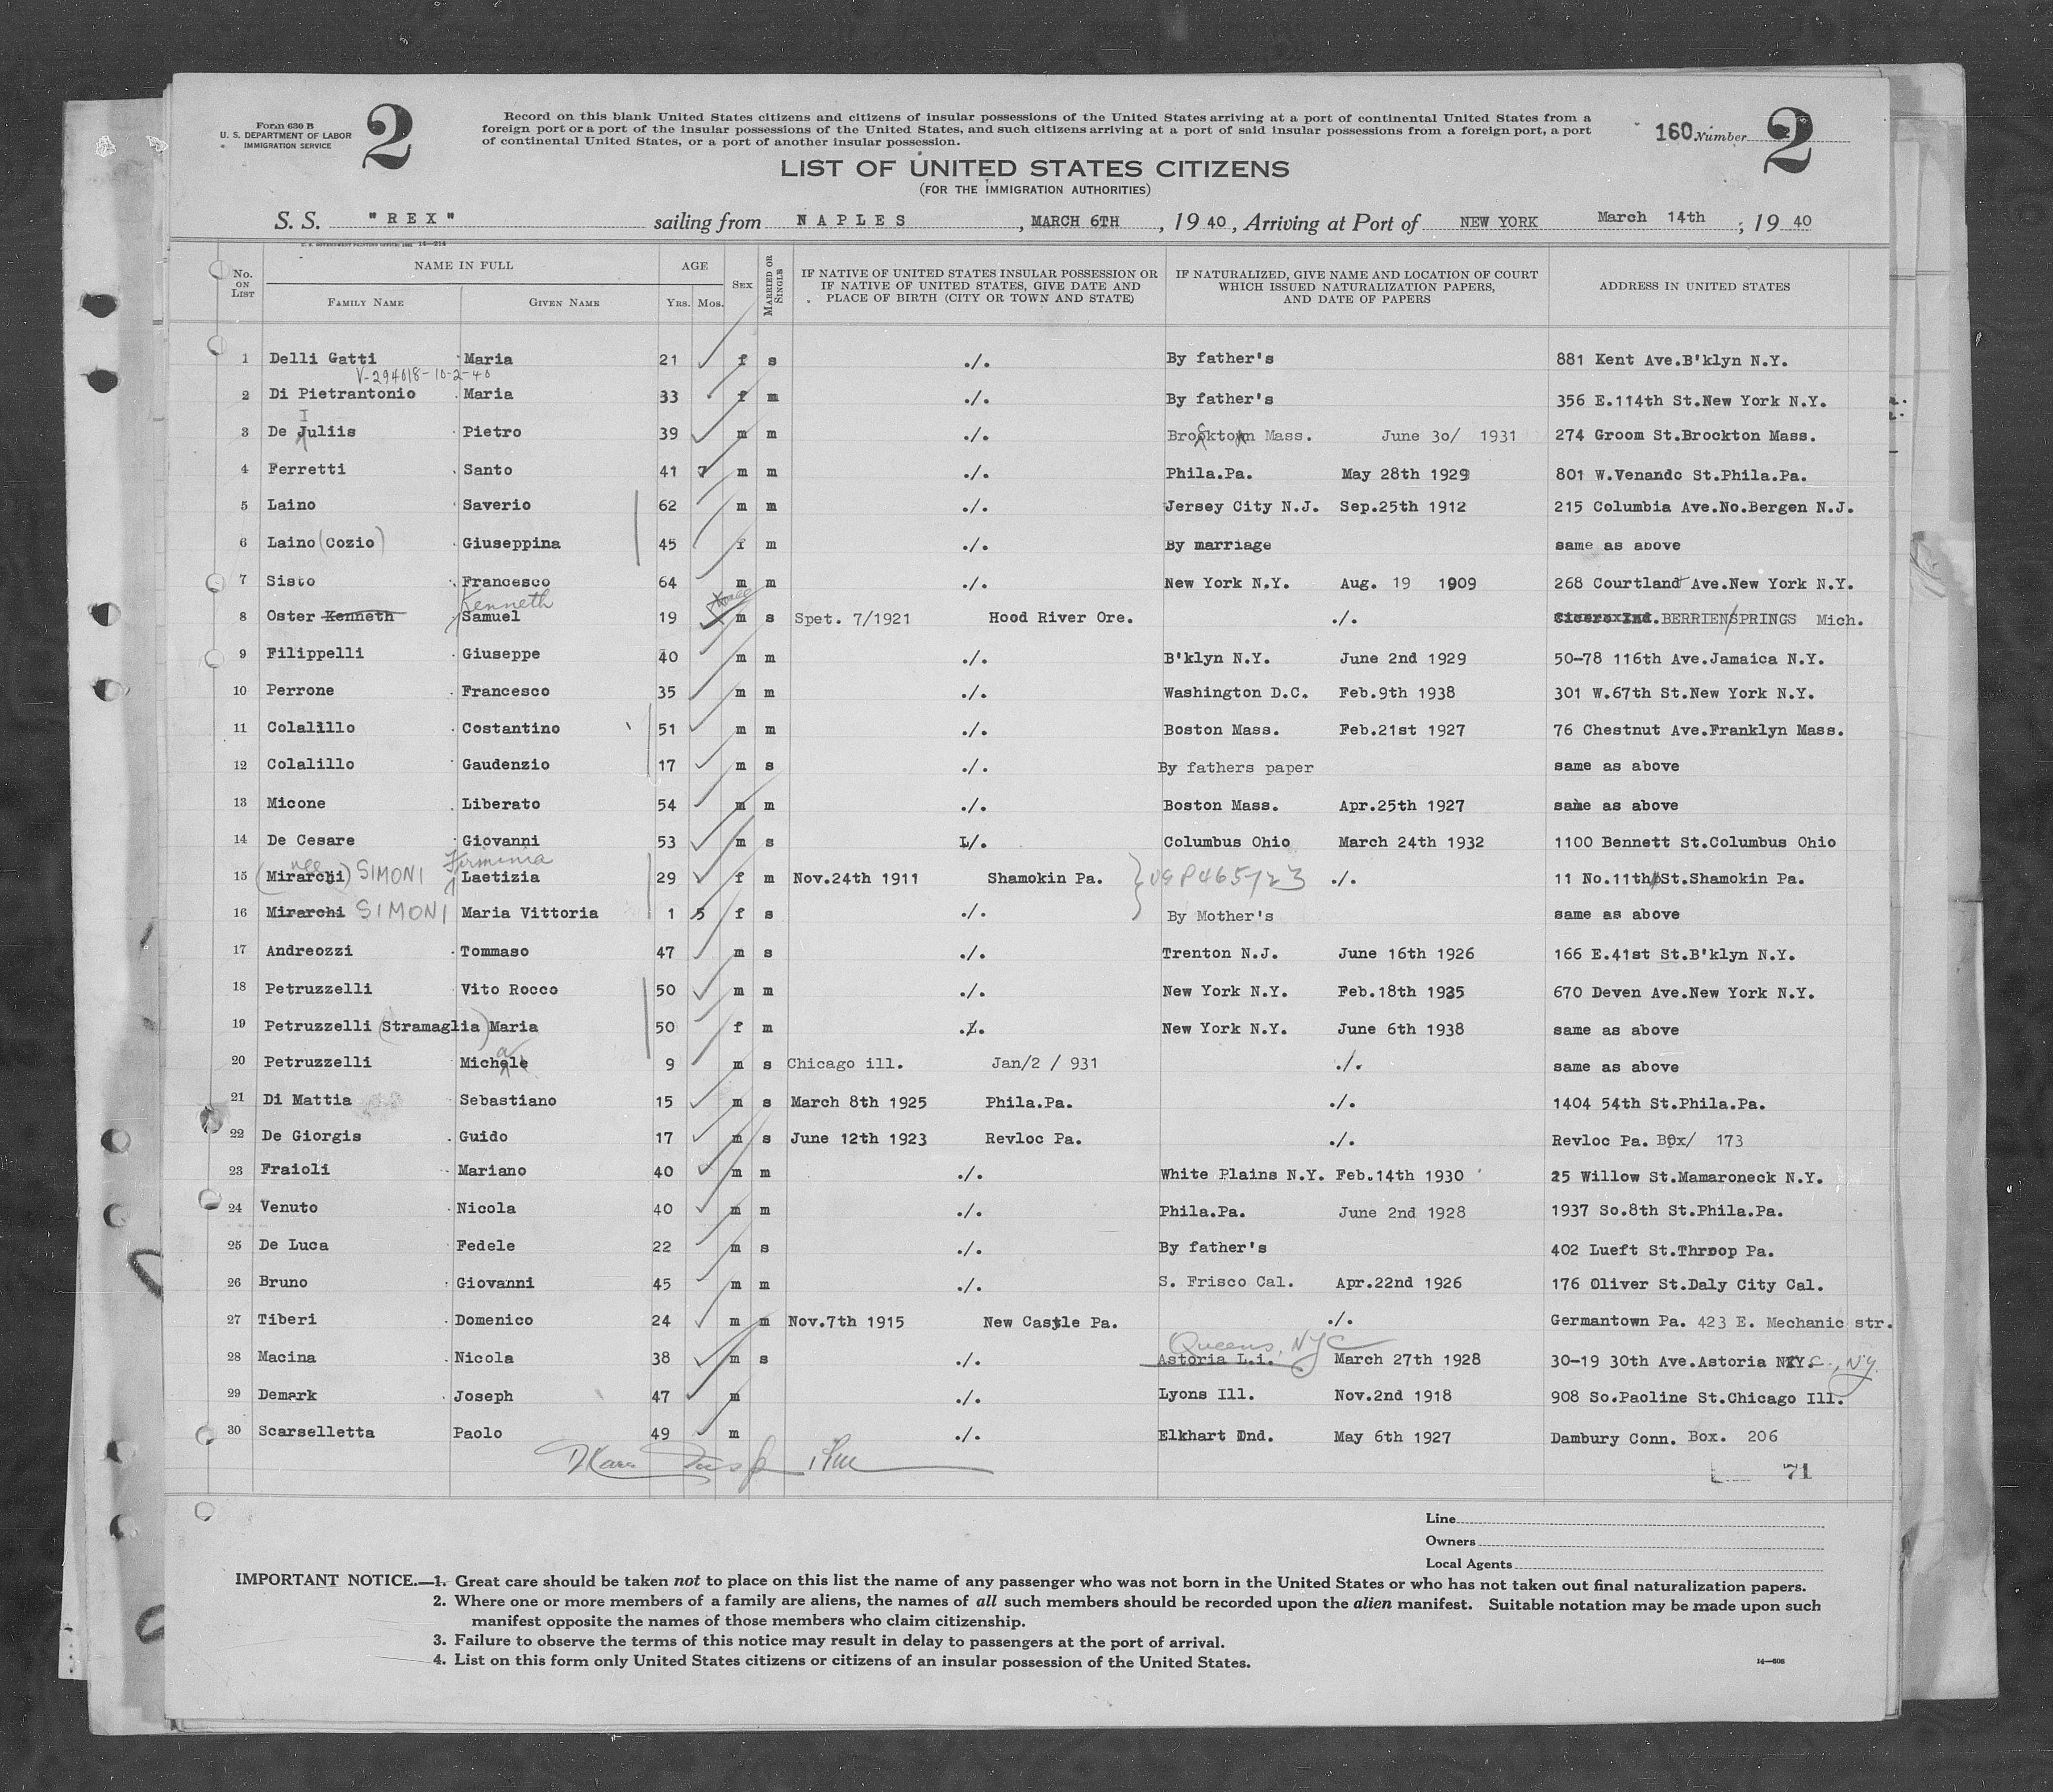 Form 630 B
U. S. DEPARTMENT OF LABOR
IMMIGRATION SERVICE
2
Record on this blank United States citizens and citizens of insular possessions of the United States arriving at a port of continental United States from a
foreign port or a port of the insular possessions of the United States, and such citizens arriving at a port of said insular possessions from a foreign port, a port
of continental United States, or a port of another insular possession.
160 Number 2
LIST OF UNITED STATES CITIZENS
(FOR THE IMMIGRATION AUTHORITIES)
S. S. "REX" sailing from NAPLES, MARCH 6TH, 19 40, Arriving at Port of NEW YORK March 14th; 19 40
No. ON LIST
NAME IN FULL
FAMILY NAME GIVEN NAME
AGE
YRS. MOS.
SEX
MARRIED OR SINGLE
IF NATIVE OF UNITED STATES INSULAR POSSESSION OR
IF NATIVE OF UNITED STATES, GIVE DATE AND
PLACE OF BIRTH (CITY OR TOWN AND STATE)
IF NATURALIZED, GIVE NAME AND LOCATION OF COURT
WHICH ISSUED NATURALIZATION PAPERS,
AND DATE OF PAPERS
ADDRESS IN UNITED STATES
1 Delli Gatti Maria 21 f s ./. By father's 881 Kent Ave.B'klyn N.Y.
V-294018-10-2-40
2 Di Pietrantonio Maria 33 f m ./. By father's 356 E.114th St.New York N.Y.
I
3 De Juliis Pietro 39 m m ./. Brockton Mass. June 30/ 1931 274 Groom St.Brockton Mass.
4 Ferretti Santo 41 7 m m ./. Phila.Pa. May 28th 1929 801 W.Venando St.Phila.Pa.
5 Laino Saverio 62 m m ./. Jersey City N.J. Sep.25th 1912 215 Columbia Ave.No.Bergen N.J.
6 Laino (Cozio) Giuseppina 45 f m ./. By marriage same as above
7 Sisto Francesco 64 m m ./. New York N.Y. Aug. 19 1909 268 Courtland Ave.New York N.Y.
Kenneth
8 Oster Kenneth Samuel 19 m s Spet. 7/1921 Hood River Ore. ./. BERRIEN/SPRINGS Mich.
9 Filippelli Giuseppe 40 m m ./. B'klyn N.Y. June 2nd 1929 50-78 116th Ave.Jamaica N.Y.
10 Perrone Francesco 35 m m ./. Washington D.C. Feb.9th 1938 301 W.67th St.New York N.Y.
11 Colalillo Costantino 51 m m ./. Boston Mass. Feb.21st 1927 76 Chestnut Ave.Franklyn Mass.
12 Colalillo Gaudenzio 17 m s ./. By fathers paper same as above
13 Micone Liberato 54 m m ./. Boston Mass. Apr.25th 1927 same as above
14 De Cesare Giovanni 53 m s ./. Columbus Ohio March 24th 1932 1100 Bennett St.Columbus Ohio
nee Firminia
15 (Mirarchi) SIMONI Laetizia 29 f m Nov.24th 1911 Shamokin Pa. ./. 11 No.11th St.Shamokin Pa.
16 Mirarchi SIMONI Maria Vittoria 1 5 f s ./. By Mother's same as above
17 Andreozzi Tommaso 47 m s ./. Trenton N.J. June 16th 1926 166 E.41st St.B'klyn N.Y.
18 Petruzzelli Vito Rocco 50 m m ./. New York N.Y. Feb.18th 1935 670 Deven Ave.New York N.Y.
19 Petruzzelli (Stramaglia) Maria 50 f m ./. New York N.Y. June 6th 1938 same as above
20 Petruzzelli Michele 9 m s Chicago ill. Jan/2 / 931 ./. same as above
21 Di Mattia Sebastiano 15 m s March 8th 1925 Phila.Pa. ./. 1404 54th St.Phila.Pa.
22 De Giorgis Guido 17 m s June 12th 1923 Revloc Pa. ./. Revloc Pa. Box/ 173
23 Fraioli Mariano 40 m m ./. White Plains N.Y. Feb.14th 1930 25 Willow St.Mamaroneck N.Y.
24 Venuto Nicola 40 m m ./. Phila.Pa. June 2nd 1928 1937 So.8th St.Phila.Pa.
25 De Luca Fedele 22 m s ./. By father's 402 Lueft St.Throop Pa.
26 Bruno Giovanni 45 m m ./. S. Frisco Cal. Apr.22nd 1926 176 Oliver St.Daly City Cal.
27 Tiberi Domenico 24 m m Nov.7th 1915 New Castle Pa. ./. Germantown Pa. 423 E. Mechanic str.
Queens, NYC
28 Macina Nicola 38 m s ./. Astoria L.i. March 27th 1928 30-19 30th Ave.Astoria N.Y.C., NY.
29 Demark Joseph 47 m ./. Lyons Ill. Nov.2nd 1918 908 So.Paoline St.Chicago Ill.
30 Scarselletta Paolo 49 m ./. Elkhart Ind. May 6th 1927 Dambury Conn. Box. 206
71
Line
Owners
Local Agents
IMPORTANT NOTICE.—1. Great care should be taken not to place on this list the name of any passenger who was not born in the United States or who has not taken out final naturalization papers.
2. Where one or more members of a family are aliens, the names of all such members should be recorded upon the alien manifest. Suitable notation may be made upon such
manifest opposite the names of those members who claim citizenship.
3. Failure to observe the terms of this notice may result in delay to passengers at the port of arrival.
4. List on this form only United States citizens or citizens of an insular possession of the United States.
14—608